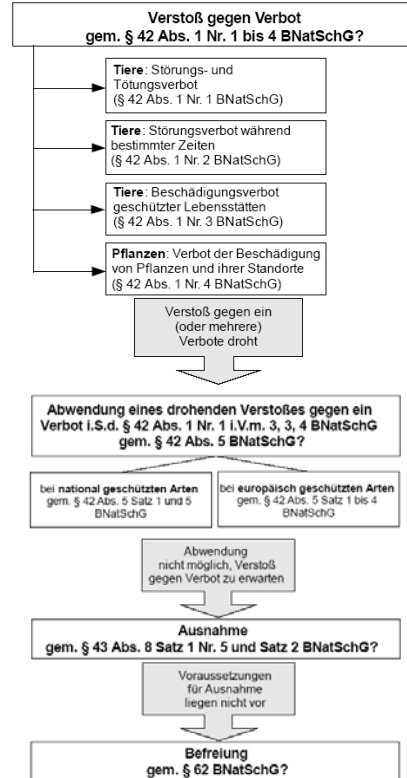 Verstoß gegen Verbot
gem. § 42 Abs. 1 Nr. 1 bis 4 BNatSchG?
Tiere: Störungs- und
Tötungsverbot
(§ 42 Abs. 1 Nr. 1 BNatSchG)
Tiere: Störungsverbot während
bestimmter Zeiten
(§ 42 Abs. 1 Nr. 2 BNatSchG)
Tiere: Beschädigungsverbot
geschützter Lebensstätten
(§ 42 Abs. 1 Nr. 3 BNatSchG)
Pflanzen: Verbot der Beschädigung
von Pflanzen und ihrer Standorte
(§ 42 Abs. 1 Nr. 4 BNatSchG)
Verstoß gegen ein
(oder mehrere)
Verbote droht
Abwendung eines drohenden Verstoßes gegen ein
Verbot i.S.d. § 42 Abs. 1 Nr. 1 i.V.m. 3, 3, 4 BNatSchG
gem. § 42 Abs. 5 BNatSchG?
bei national geschützten Arten
gem. § 42 Abs. 5 Satz 1 und 5
BNatSchG
bei europäisch geschützten Arten
gem. § 42 Abs. 5 Satz 1 bis 4
BNatSchG
Abwendung
nicht möglich, Verstoß
gegen Verbot zu erwarten
Ausnahme
gem. § 43 Abs. 8 Satz 1 Nr. 5 und Satz 2 BNatSchG?
Voraussetzungen
für Ausnahme
liegen nicht vor
Befreiung
gem. § 62 BNatSchG?